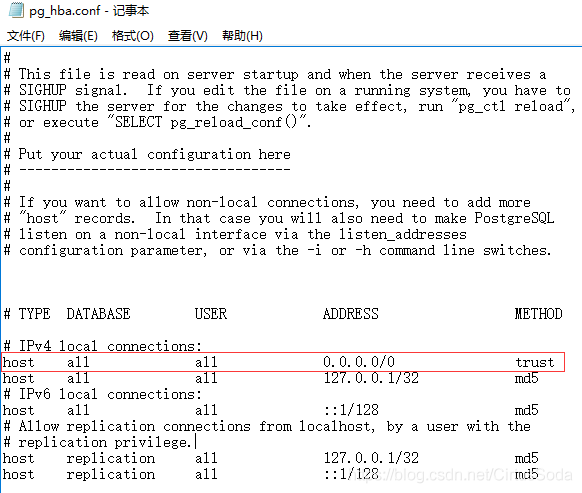 pg_hba.conf - 记事本
文件(F) 编辑(E) 格式(O) 查看(V) 帮助(H)
#
# This file is read on server startup and when the server receives a
# SIGHUP signal.  If you edit the file on a running system, you have to
# SIGHUP the server for the changes to take effect, run "pg_ctl reload",
# or execute "SELECT pg_reload_conf()".
#
# Put your actual configuration here
# ----------------------------------
#
# If you want to allow non-local connections, you need to add more
# "host" records.  In that case you will also need to make PostgreSQL
# listen on a non-local interface via the listen_addresses
# configuration parameter, or via the -i or -h command line switches.
# TYPE  DATABASE        USER            ADDRESS                 METHOD
# IPv4 local connections:
host    all             all             0.0.0.0/0               trust
host    all             all             127.0.0.1/32            md5
# IPv6 local connections:
host    all             all             ::1/128                 md5
# Allow replication connections from localhost, by a user with the
# replication privilege.
host    replication     all             127.0.0.1/32            md5
host    replication     all             ::1/128                 md5